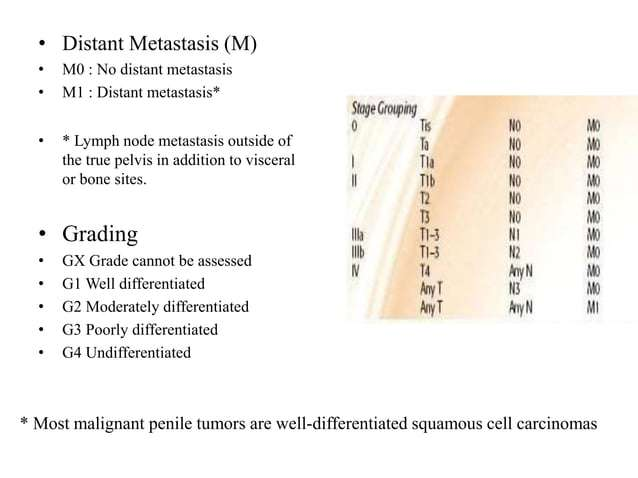 • Distant Metastasis (M)
• M0 : No distant metastasis
• M1 : Distant metastasis*
• * Lymph node metastasis outside of
the true pelvis in addition to visceral
or bone sites.
• Grading
• GX Grade cannot be assessed
• G1 Well differentiated
• G2 Moderately differentiated
• G3 Poorly differentiated
• G4 Undifferentiated
Stage Grouping
0 Tis N0 M0
Ta N0 M0
I T1a N0 M0
II T1b N0 M0
T2 N0 M0
T3 N0 M0
IIIa T1–3 N1 M0
IIIb T1–3 N2 M0
IV T4 Any N M0
Any T N3 M0
Any T Any N M1
* Most malignant penile tumors are well-differentiated squamous cell carcinomas